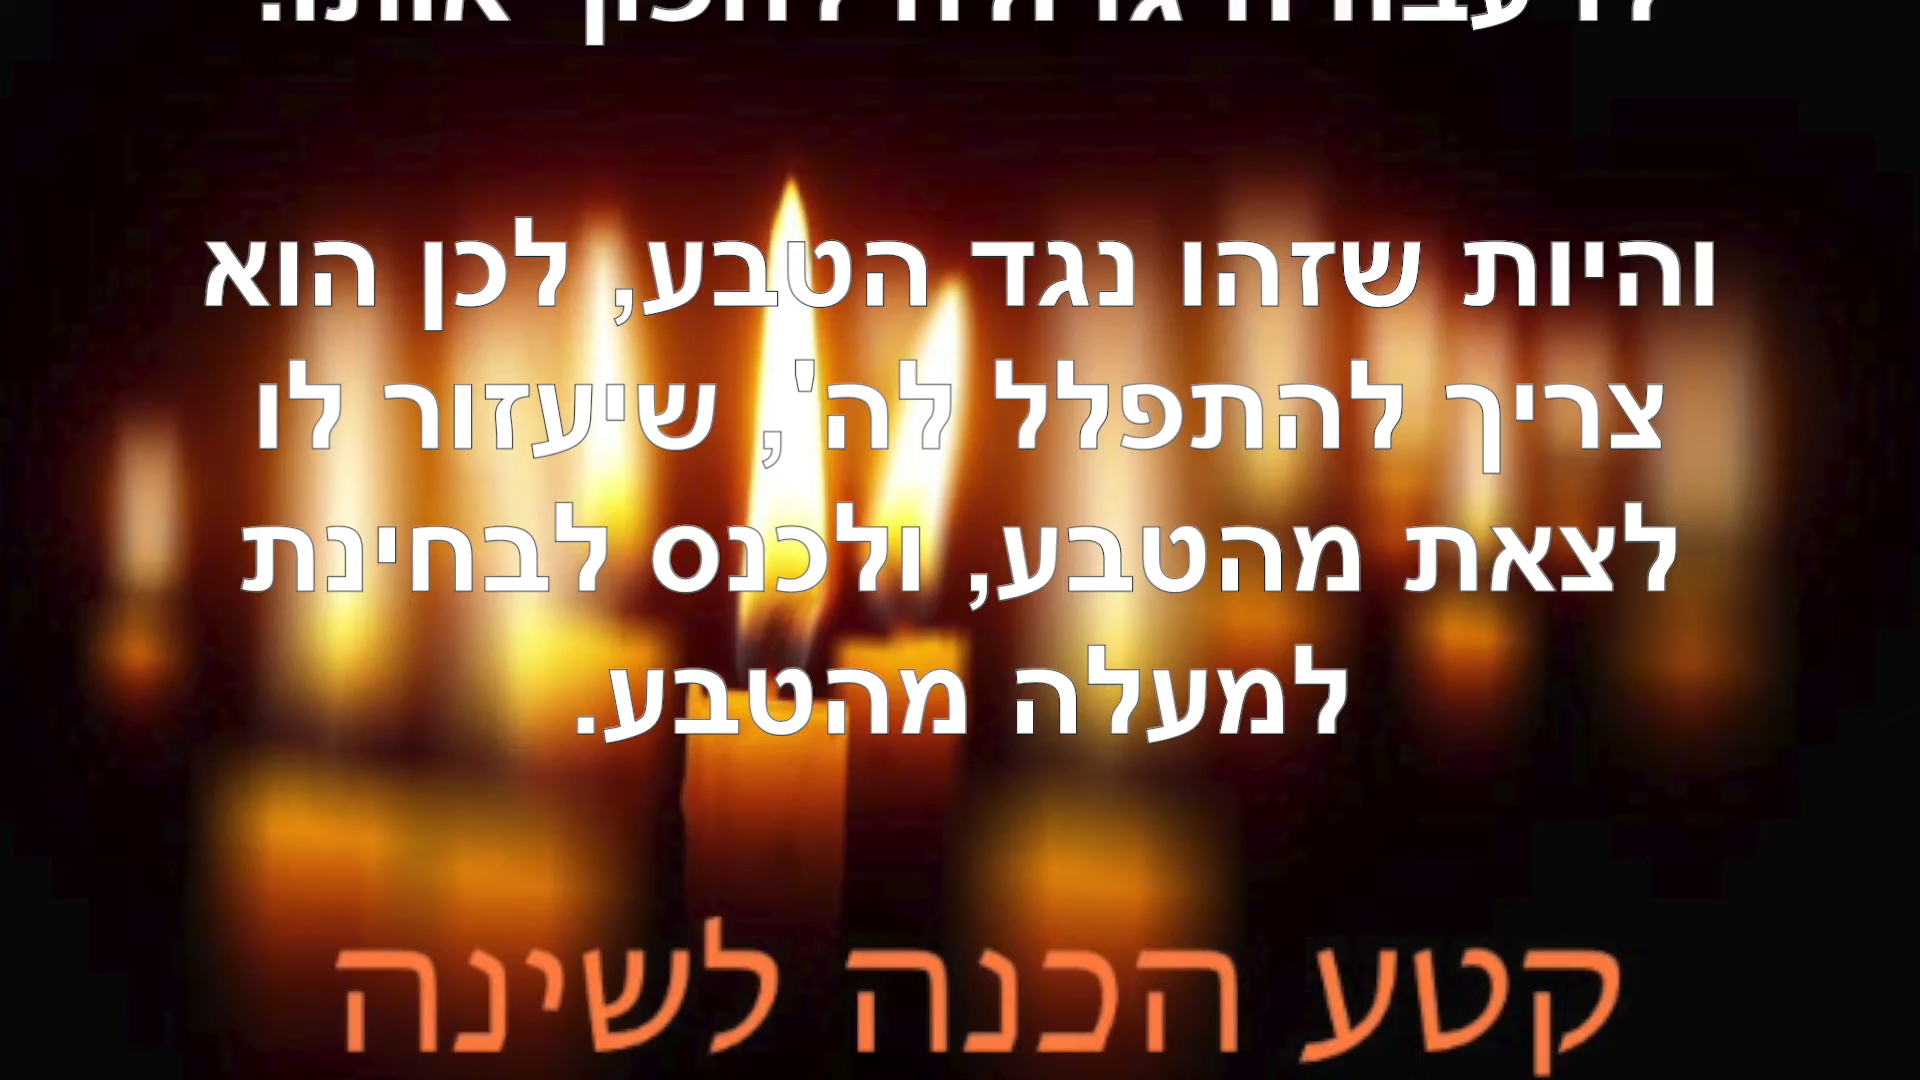 והיות שזהו נגד הטבע, לכן הוא
צריך להתפלל לה', שיעזור לו
לצאת מהטבע, ולכנס לבחינת
למעלה מהטבע.
קטע הכנה לשינה